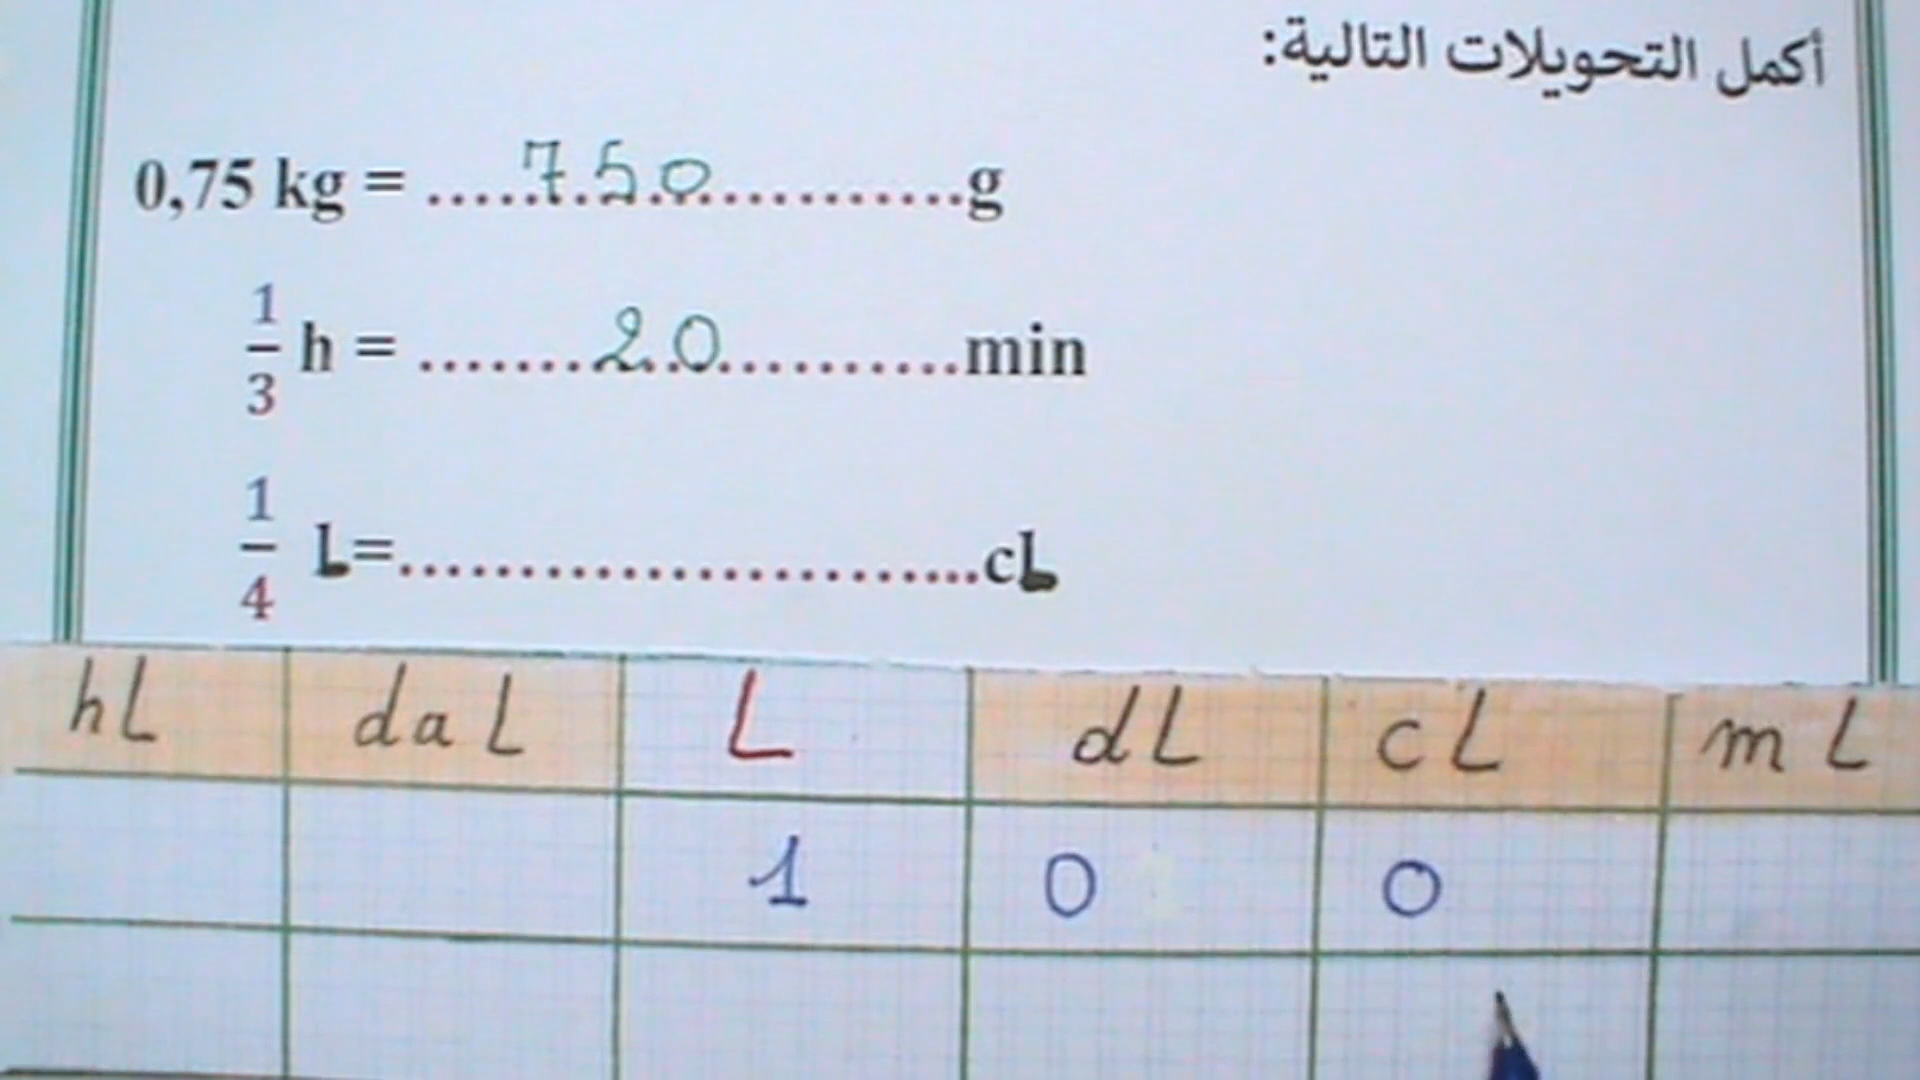 أكمل التحويلات التالية:
0,75 kg = ....750..........g
1/3 h = .......20..........min
1/4 L=.........................cL
hL daL L dL cL mL
1 0 0